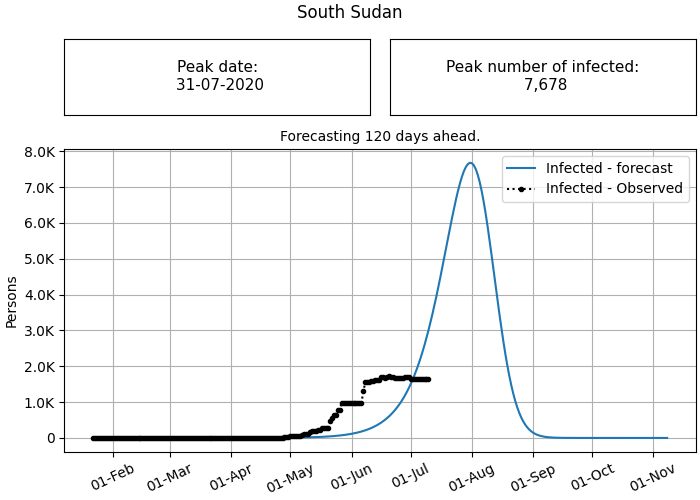 South Sudan
Peak date:
31-07-2020
Peak number of infected:
7,678
Forecasting 120 days ahead.
8.0K
7.0K
6.0K
5.0K
4.0K
3.0K
2.0K
1.0K
0
Persons
Infected - forecast
Infected - Observed
01-Feb
01-Mar
01-Apr
01-May
01-Jun
01-Jul
01-Aug
01-Sep
01-Oct
01-Nov